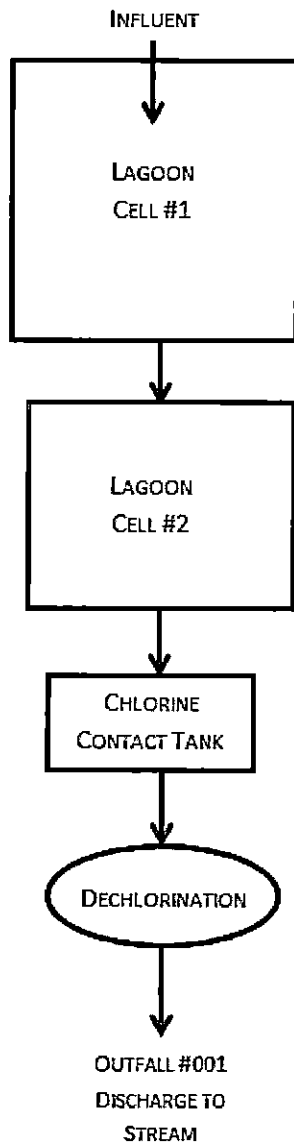 INFLUENT
LAGOON
CELL #1
LAGOON
CELL #2
CHLORINE
CONTACT TANK
DECHLORINATION
OUTFALL #001
DISCHARGE TO
STREAM